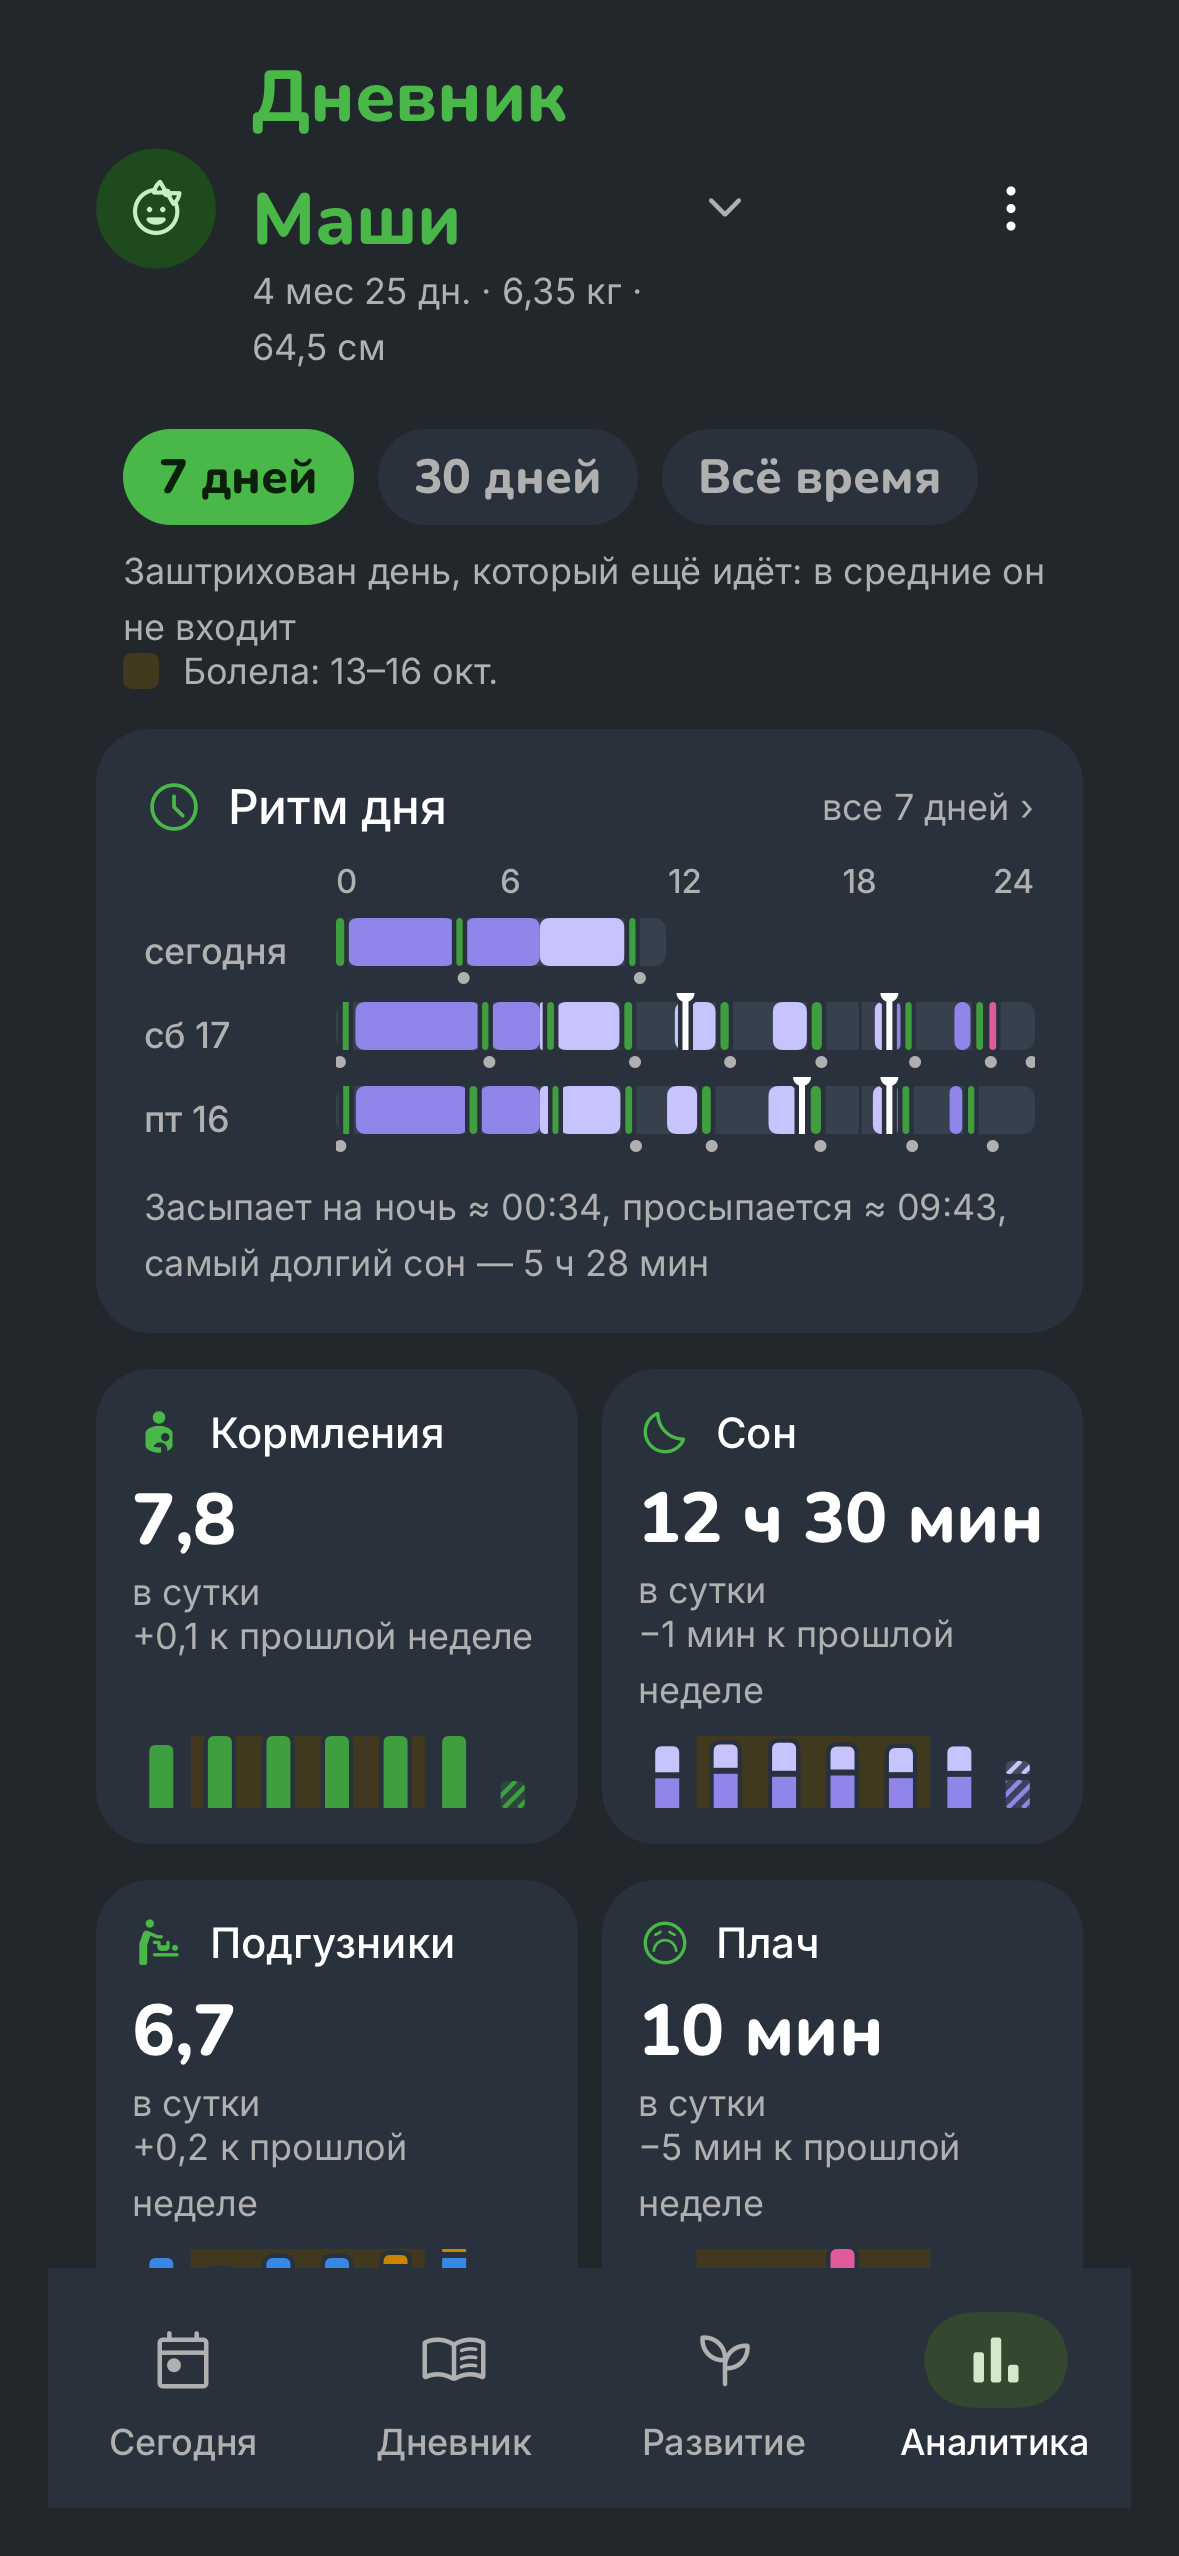 Дневник
Маши
4 мес 25 дн. · 6,35 кг ·
64,5 см
7 дней
30 дней
Всё время
Заштрихован день, который ещё идёт: в средние он
не входит
Болела: 13–16 окт.
Ритм дня
все 7 дней ›
0 6 12 18 24
сегодня
сб 17
пт 16
Засыпает на ночь ≈ 00:34, просыпается ≈ 09:43,
самый долгий сон — 5 ч 28 мин
Кормления
7,8
в сутки
+0,1 к прошлой неделе
Сон
12 ч 30 мин
в сутки
−1 мин к прошлой
неделе
Подгузники
6,7
в сутки
+0,2 к прошлой
неделе
Плач
10 мин
в сутки
−5 мин к прошлой
неделе
Сегодня
Дневник
Развитие
Аналитика